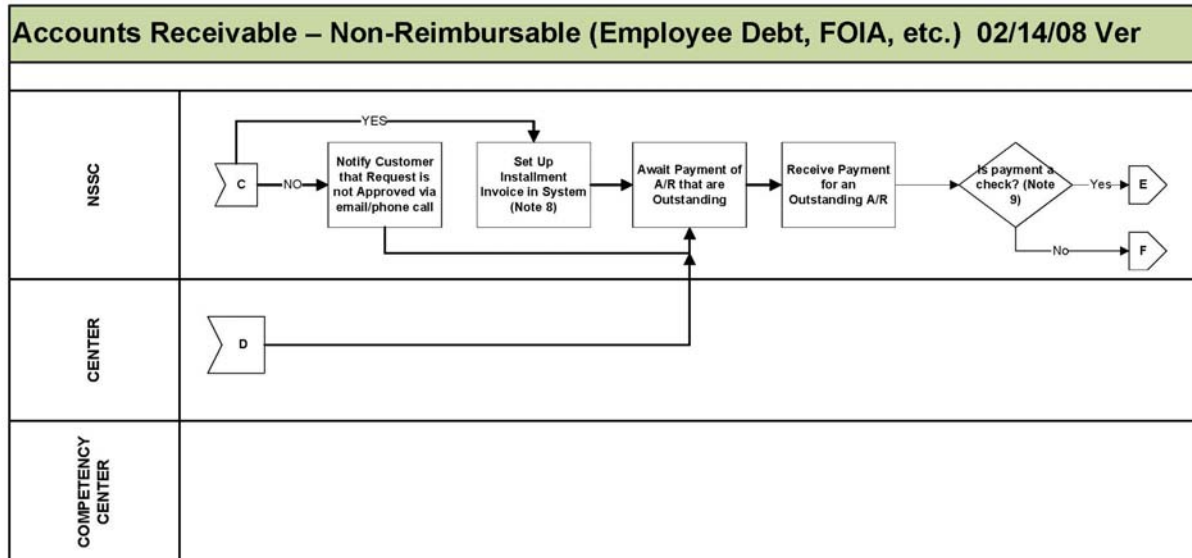 Accounts Receivable – Non-Reimbursable (Employee Debt, FOIA, etc.) 02/14/08 Ver
NSSC
C
YES
NO
Notify Customer
that Request is
not Approved via
email/phone call
Set Up
Installment
Invoice in System
(Note 8)
Await Payment of
A/R that are
Outstanding
Receive Payment
for an
Outstanding A/R
Is payment a
check? (Note
9)
Yes
E
No
F
CENTER
D
COMPETENCY
CENTER